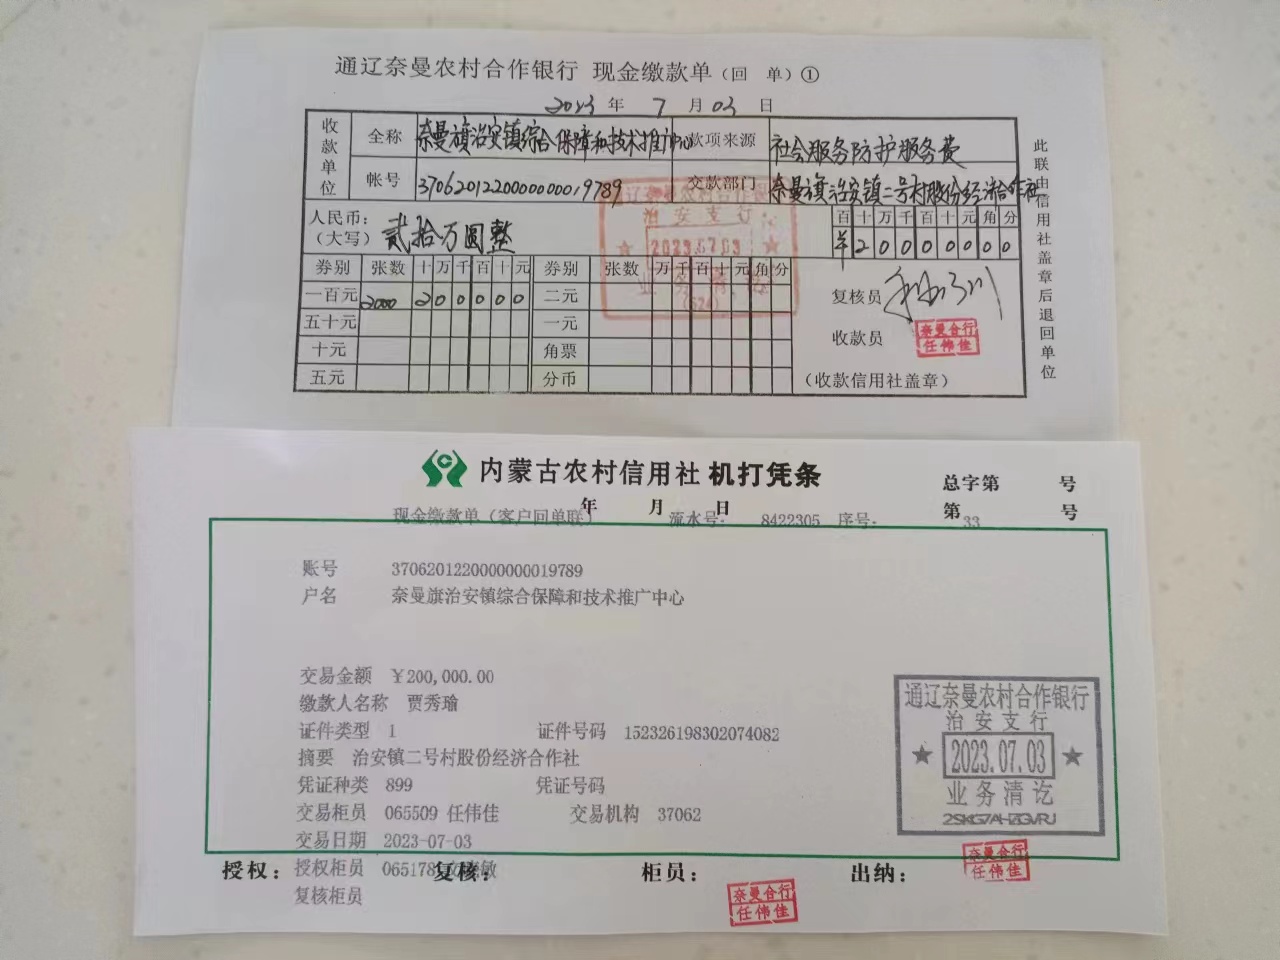 通辽奈曼农村合作银行 现金缴款单（回 单）①
2023 年 7 月 03 日
收款单位 全称 奈曼旗治安镇综合保障和技术推广中心 款项来源 社会服务防护服务费
帐号 3706201220000000019789 交款部门 奈曼旗治安镇二号村股份经济合作社
人民币：（大写） 贰拾万圆整 百 十 万 千 百 十 元 角 分
羊 2 0 0 0 0 0 0 0
券别 张数 十 万 千 百 十 元 券别 张数 万 千 百 十 元 角 分
一百元 2000 2 0 0 0 0 0 二元
五十元 一元
十元 角票
五元 分币
复核员
收款员
（收款信用社盖章）
此联由信用社盖章后退回单位
通辽奈曼农村合作银行
治安支行
2023.07.03
业务清讫
奈曼合行
任伟佳
内蒙古农村信用社 机打凭条
总字第 号
年 月 日
第 号
现金缴款单（客户回单联） 流水号: 8422305 序号: 33
账号 3706201220000000019789
户名 奈曼旗治安镇综合保障和技术推广中心
交易金额 ￥200,000.00
缴款人名称 贾秀瑜
证件类型 1 证件号码 152326198302074082
摘要 治安镇二号村股份经济合作社
凭证种类 899 凭证号码
交易柜员 065509 任伟佳 交易机构 37062
交易日期 2023-07-03
授权： 授权柜员 065178 敏 复核： 柜员： 出纳：
复核柜员
通辽奈曼农村合作银行
治安支行
2023.07.03
业务清讫
奈曼合行
任伟佳
奈曼合行
任伟佳